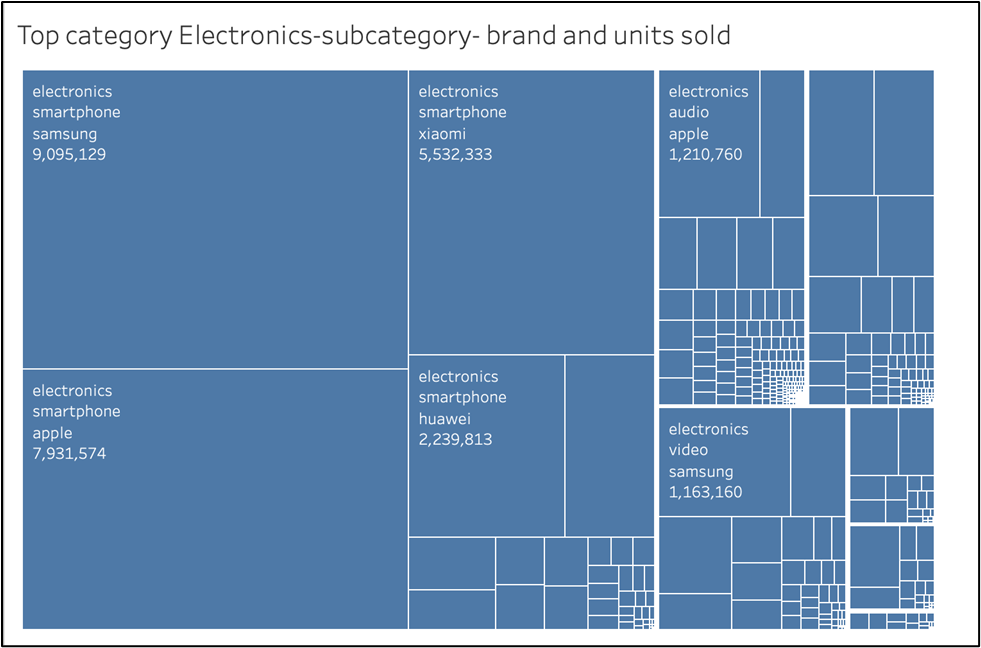 Top category Electronics-subcategory- brand and units sold
electronics
smartphone
samsung
9,095,129
electronics
smartphone
apple
7,931,574
electronics
smartphone
xiaomi
5,532,333
electronics
smartphone
huawei
2,239,813
electronics
audio
apple
1,210,760
electronics
video
samsung
1,163,160